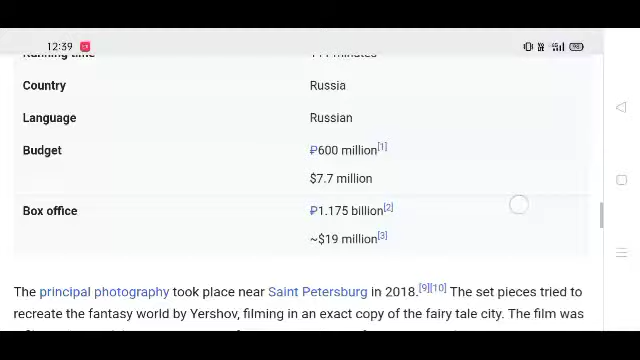 12:39
Country Russia
Language Russian
Budget ₽600 million[1]
$7.7 million
Box office ₽1.175 billion[2]
~$19 million[3]
The principal photography took place near Saint Petersburg in 2018.[9][10] The set pieces tried to
recreate the fantasy world by Yershov, filming in an exact copy of the fairy tale city. The film was